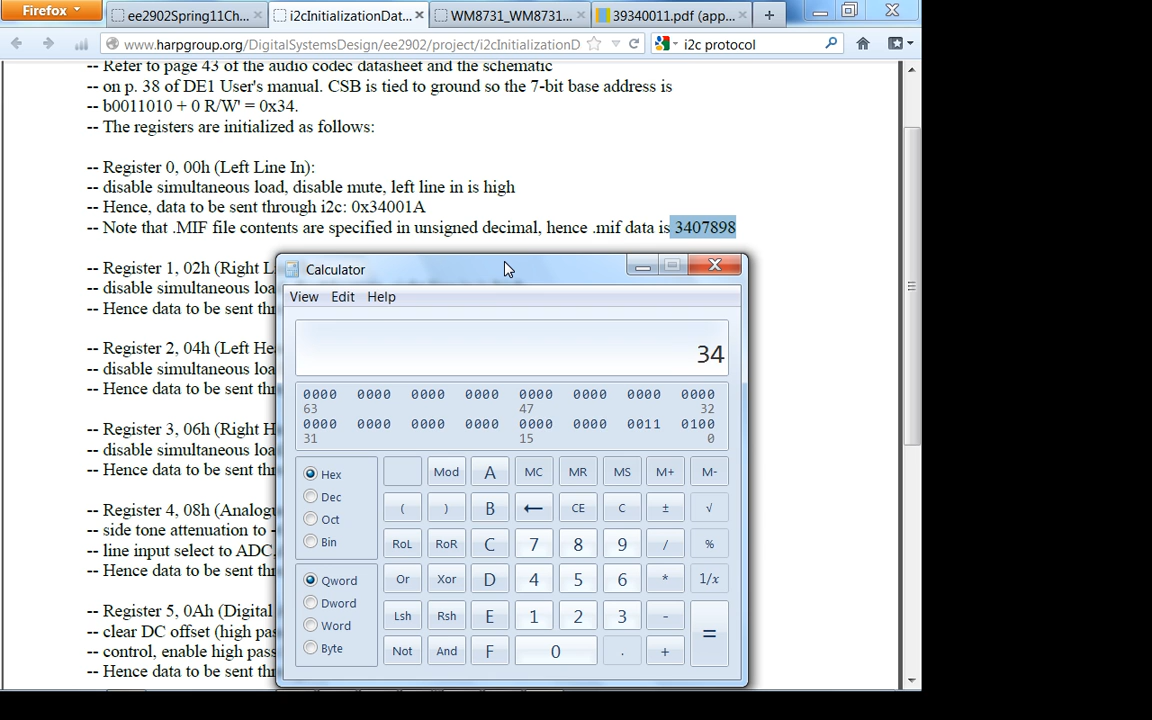 Firefox
ee2902Spring11Ch...
i2cInitializationDat...
WM8731_WM8731...
39340011.pdf (app...
www.harpgroup.org/DigitalSystemsDesign/ee2902/project/i2cInitializationD
i2c protocol
-- Refer to page 43 of the audio codec datasheet and the schematic
-- on p. 38 of DE1 User's manual. CSB is tied to ground so the 7-bit base address is
-- b0011010 + 0 R/W' = 0x34.
-- The registers are initialized as follows:
-- Register 0, 00h (Left Line In):
-- disable simultaneous load, disable mute, left line in is high
-- Hence, data to be sent through i2c: 0x34001A
-- Note that .MIF file contents are specified in unsigned decimal, hence .mif data is 3407898
-- Register 1, 02h (Right L
-- disable simultaneous loa
-- Hence data to be sent thr
-- Register 2, 04h (Left He
-- disable simultaneous loa
-- Hence data to be sent thr
-- Register 3, 06h (Right H
-- disable simultaneous loa
-- Hence data to be sent thr
-- Register 4, 08h (Analogu
-- side tone attenuation to -
-- line input select to ADC,
-- Hence data to be sent thr
-- Register 5, 0Ah (Digital
-- clear DC offset (high pas
-- control, enable high pass
-- Hence data to be sent thr
Calculator
View Edit Help
34
0000 0000 0000 0000 0000 0000 0000 0000
63 47 32
0000 0000 0000 0000 0000 0000 0011 0100
31 15 0
Hex Mod A MC MR MS M+ M-
Dec ( ) B ← CE C ± √
Oct
Bin RoL RoR C 7 8 9 / %
Qword Or Xor D 4 5 6 * 1/x
Dword Lsh Rsh E 1 2 3 - =
Word
Byte Not And F 0 . +